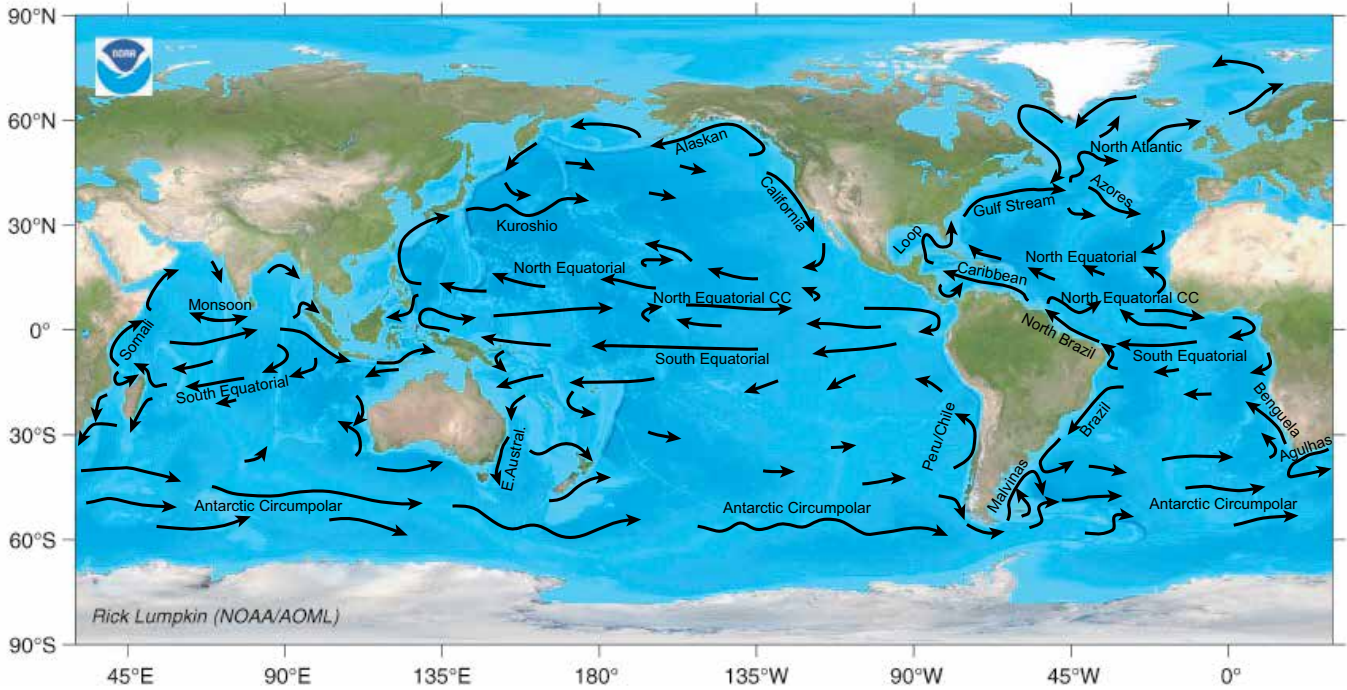 90°N
60°N
30°N
0°
30°S
60°S
90°S
NOAA
Alaskan
North Atlantic
California
Azores
Gulf Stream
Kuroshio
Loop
North Equatorial
North Equatorial
Caribbean
Monsoon
North Equatorial CC
North Equatorial CC
Somali
North Brazil
South Equatorial
South Equatorial
South Equatorial
Peru/Chile
Brazil
Benguela
E.Austral.
Agulhas
Malvinas
Antarctic Circumpolar
Antarctic Circumpolar
Antarctic Circumpolar
Rick Lumpkin (NOAA/AOML)
45°E
90°E
135°E
180°
135°W
90°W
45°W
0°